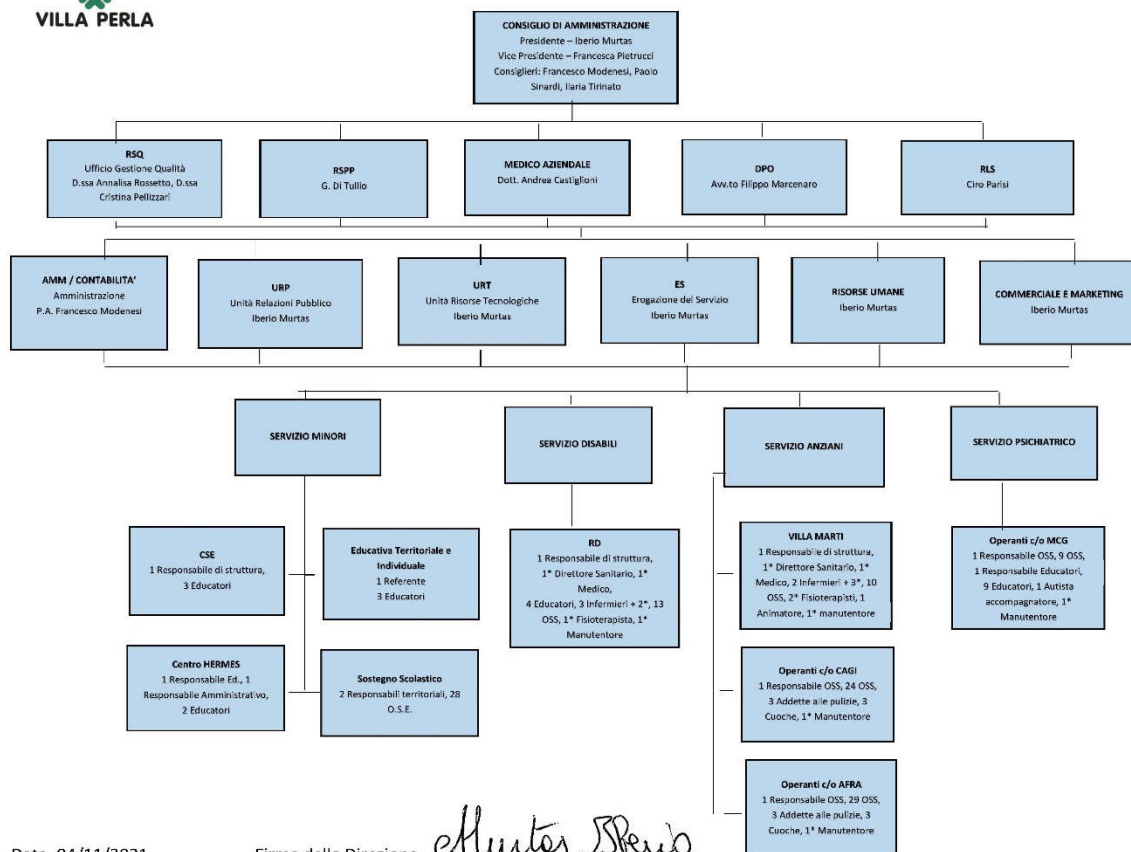 VILLA PERLA
CONSIGLIO DI AMMINISTRAZIONE
Presidente – Iberio Murtas
Vice Presidente – Francesca Pietrucci
Consiglieri: Francesco Modenesi, Paolo
Sinardi, Ilaria Tirinato
RSQ
Ufficio Gestione Qualità
D.ssa Annalisa Rossetto, D.ssa
Cristina Pellizzari
RSPP
G. Di Tullio
MEDICO AZIENDALE
Dott. Andrea Castiglioni
DPO
Avv.to Filippo Marcenaro
RLS
Ciro Parisi
AMM / CONTABILITA'
Amministrazione
P.A. Francesco Modenesi
URP
Unità Relazioni Pubblico
Iberio Murtas
URT
Unità Risorse Tecnologiche
Iberio Murtas
ES
Erogazione del Servizio
Iberio Murtas
RISORSE UMANE
Iberio Murtas
COMMERCIALE E MARKETING
Iberio Murtas
SERVIZIO MINORI
SERVIZIO DISABILI
SERVIZIO ANZIANI
SERVIZIO PSICHIATRICO
CSE
1 Responsabile di struttura,
3 Educatori
Educativa Territoriale e
Individuale
1 Referente
3 Educatori
RD
1 Responsabile di struttura,
1* Direttore Sanitario, 1*
Medico,
4 Educatori, 3 Infermieri + 2*, 13
OSS, 1* Fisioterapista, 1*
Manutentore
VILLA MARTI
1 Responsabile di struttura,
1* Direttore Sanitario, 1*
Medico, 2 Infermieri + 3*, 10
OSS, 2* Fisioterapisti, 1
Animatore, 1* manutentore
Operanti c/o MCG
1 Responsabile OSS, 9 OSS,
1 Responsabile Educatori,
9 Educatori, 1 Autista
accompagnatore, 1*
Manutentore
Centro HERMES
1 Responsabile Ed., 1
Responsabile Amministrativo,
2 Educatori
Sostegno Scolastico
2 Responsabili territoriali, 28
O.S.E.
Operanti c/o CAGI
1 Responsabile OSS, 24 OSS,
3 Addette alle pulizie, 3
Cuoche, 1* Manutentore
Operanti c/o AFRA
1 Responsabile OSS, 29 OSS,
3 Addette alle pulizie, 3
Cuoche, 1* Manutentore
Data 04/11/2021 Firma della Direzione Murtas Iberio